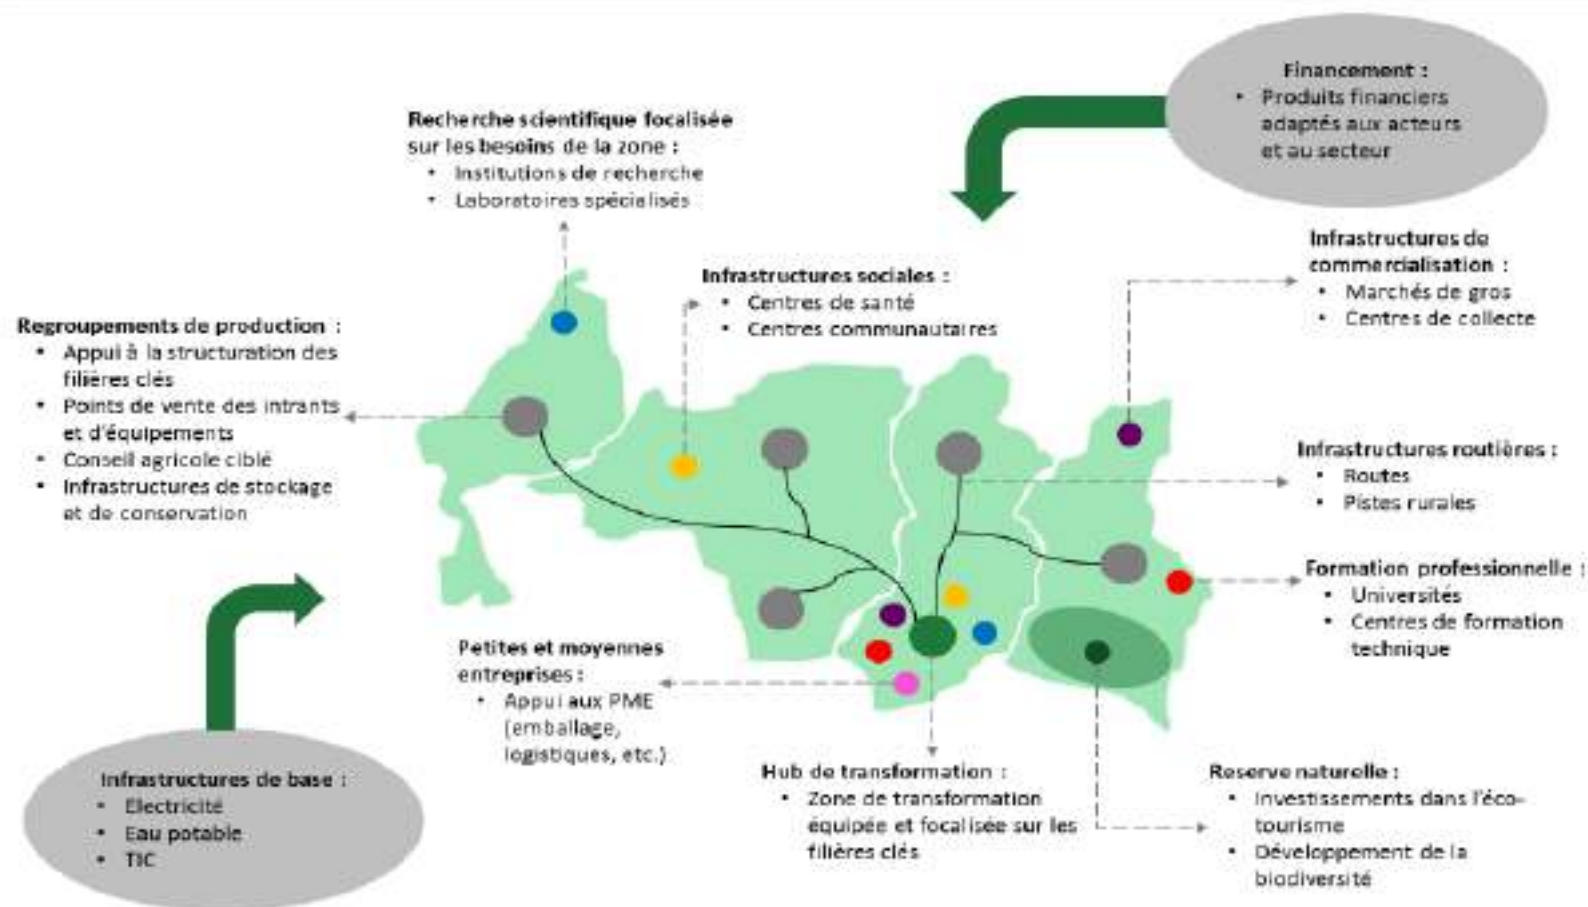 Financement :
• Produits financiers
adaptés aux acteurs
et au secteur
Recherche scientifique focalisée
sur les besoins de la zone :
• Institutions de recherche
• Laboratoires spécialisés
Infrastructures de
commercialisation :
• Marchés de gros
• Centres de collecte
Infrastructures sociales :
• Centres de santé
• Centres communautaires
Regroupements de production :
• Appui à la structuration des
filières clés
• Points de vente des intrants
et d'équipements
• Conseil agricole ciblé
• Infrastructures de stockage
et de conservation
Infrastructures routières :
• Routes
• Pistes rurales
Formation professionnelle :
• Universités
• Centres de formation
technique
Petites et moyennes
entreprises :
• Appui aux PME
(emballage,
logistiques, etc.)
Infrastructures de base :
• Electricité
• Eau potable
• TIC
Hub de transformation :
• Zone de transformation
équipée et focalisée sur les
filières clés
Reserve naturelle :
• Investissements dans l'éco-
tourisme
• Développement de la
biodiversité